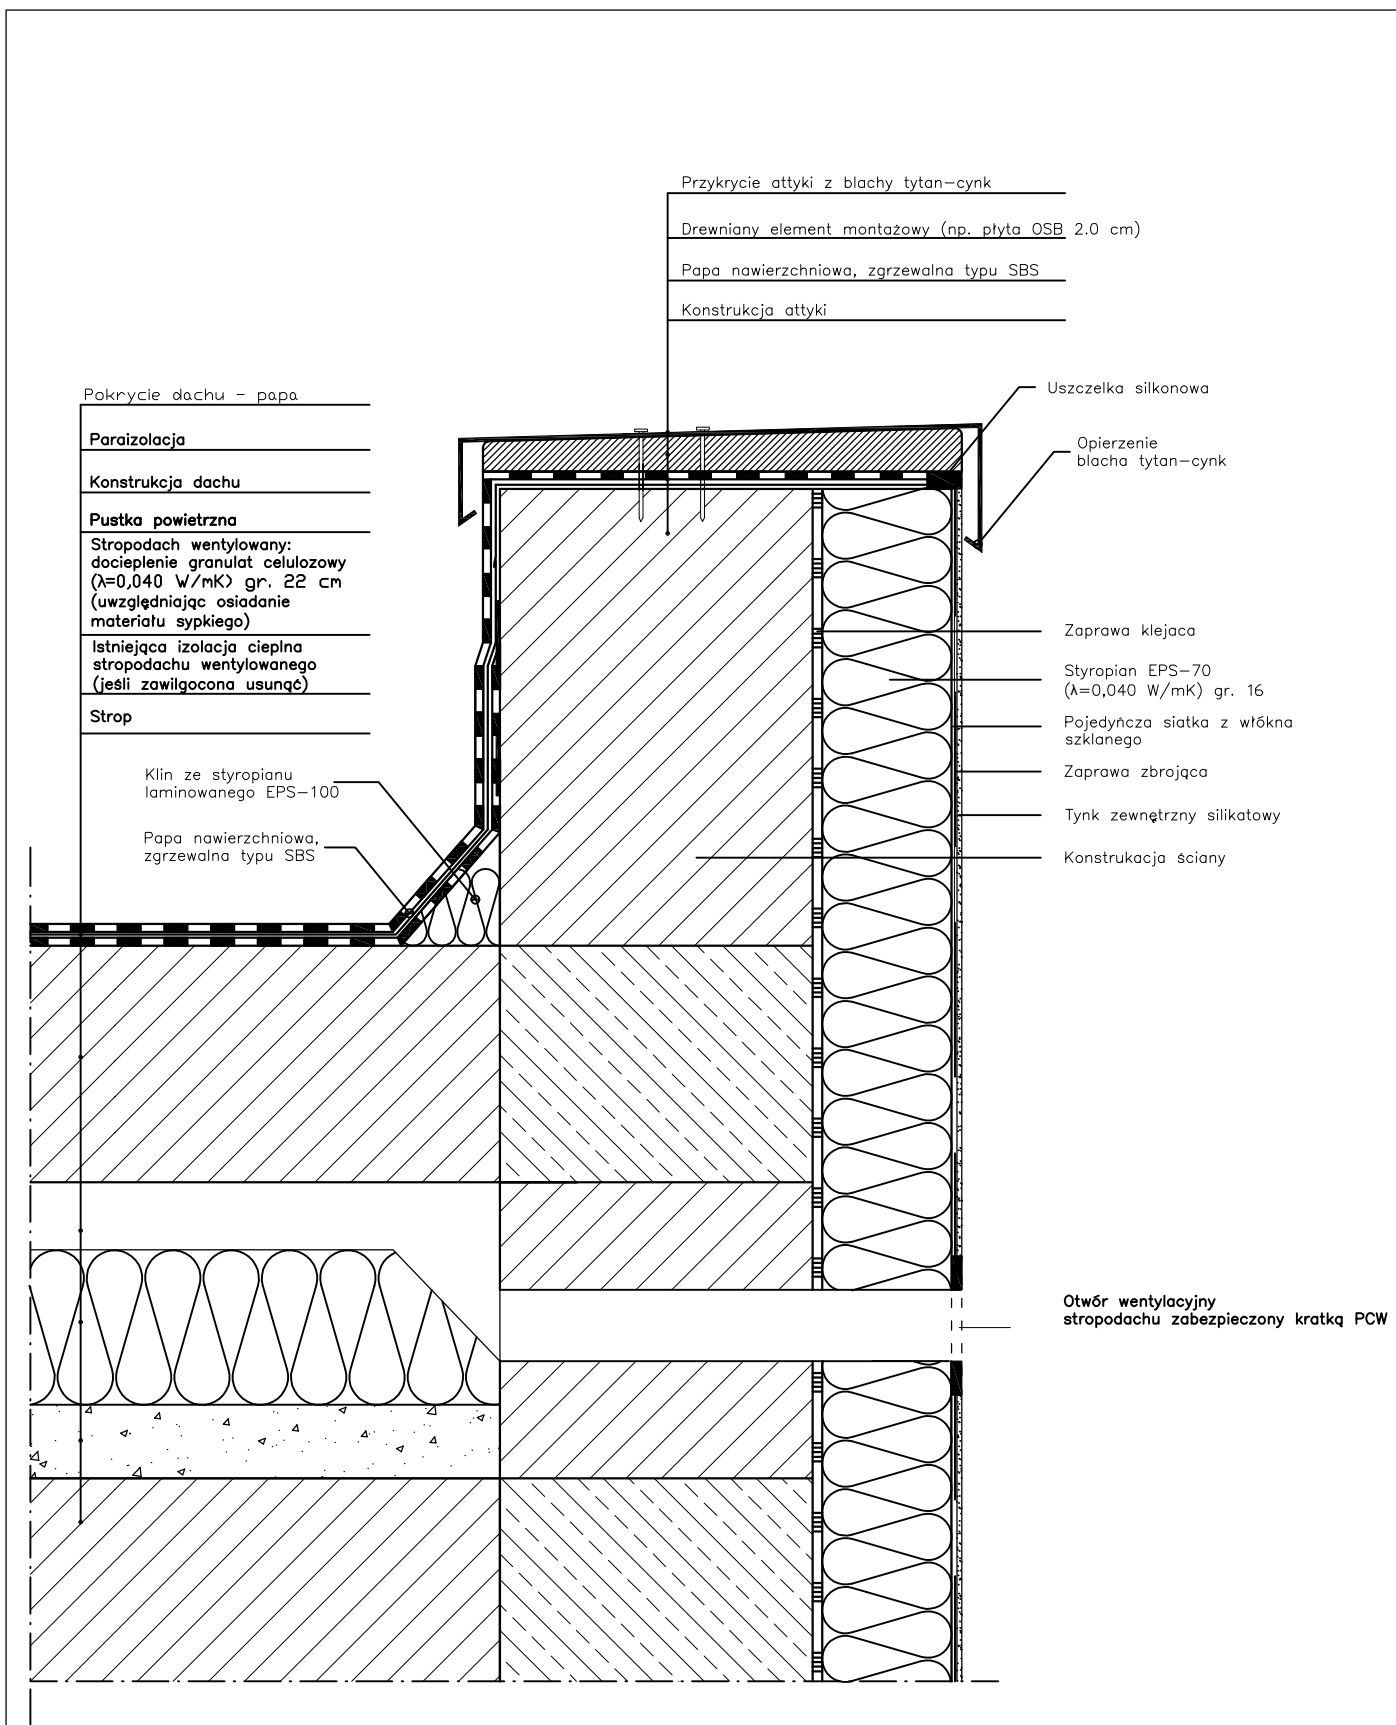 Przykrycie attyki z blachy tytan-cynk
Drewniany element montażowy (np. płyta OSB 2.0 cm)
Papa nawierzchniowa, zgrzewalna typu SBS
Konstrukcja attyki
Pokrycie dachu - papa
Paraizolacja
Konstrukcja dachu
Pustka powietrzna
Stropodach wentylowany:
docieplenie granulat celulozowy
(λ=0,040 W/mK) gr. 22 cm
(uwzględniając osiadanie
materiału sypkiego)
Istniejąca izolacja cieplna
stropodachu wentylowanego
(jeśli zawilgocona usunąć)
Strop
Klin ze styropianu
laminowanego EPS-100
Papa nawierzchniowa,
zgrzewalna typu SBS
Uszczelka silkonowa
Opierzenie
blacha tytan-cynk
Zaprawa klejaca
Styropian EPS-70
(λ=0,040 W/mK) gr. 16
Pojedyńcza siatka z włókna
szklanego
Zaprawa zbrojąca
Tynk zewnętrzny silikatowy
Konstrukacja ściany
Otwór wentylacyjny
stropodachu zabezpieczony kratką PCW